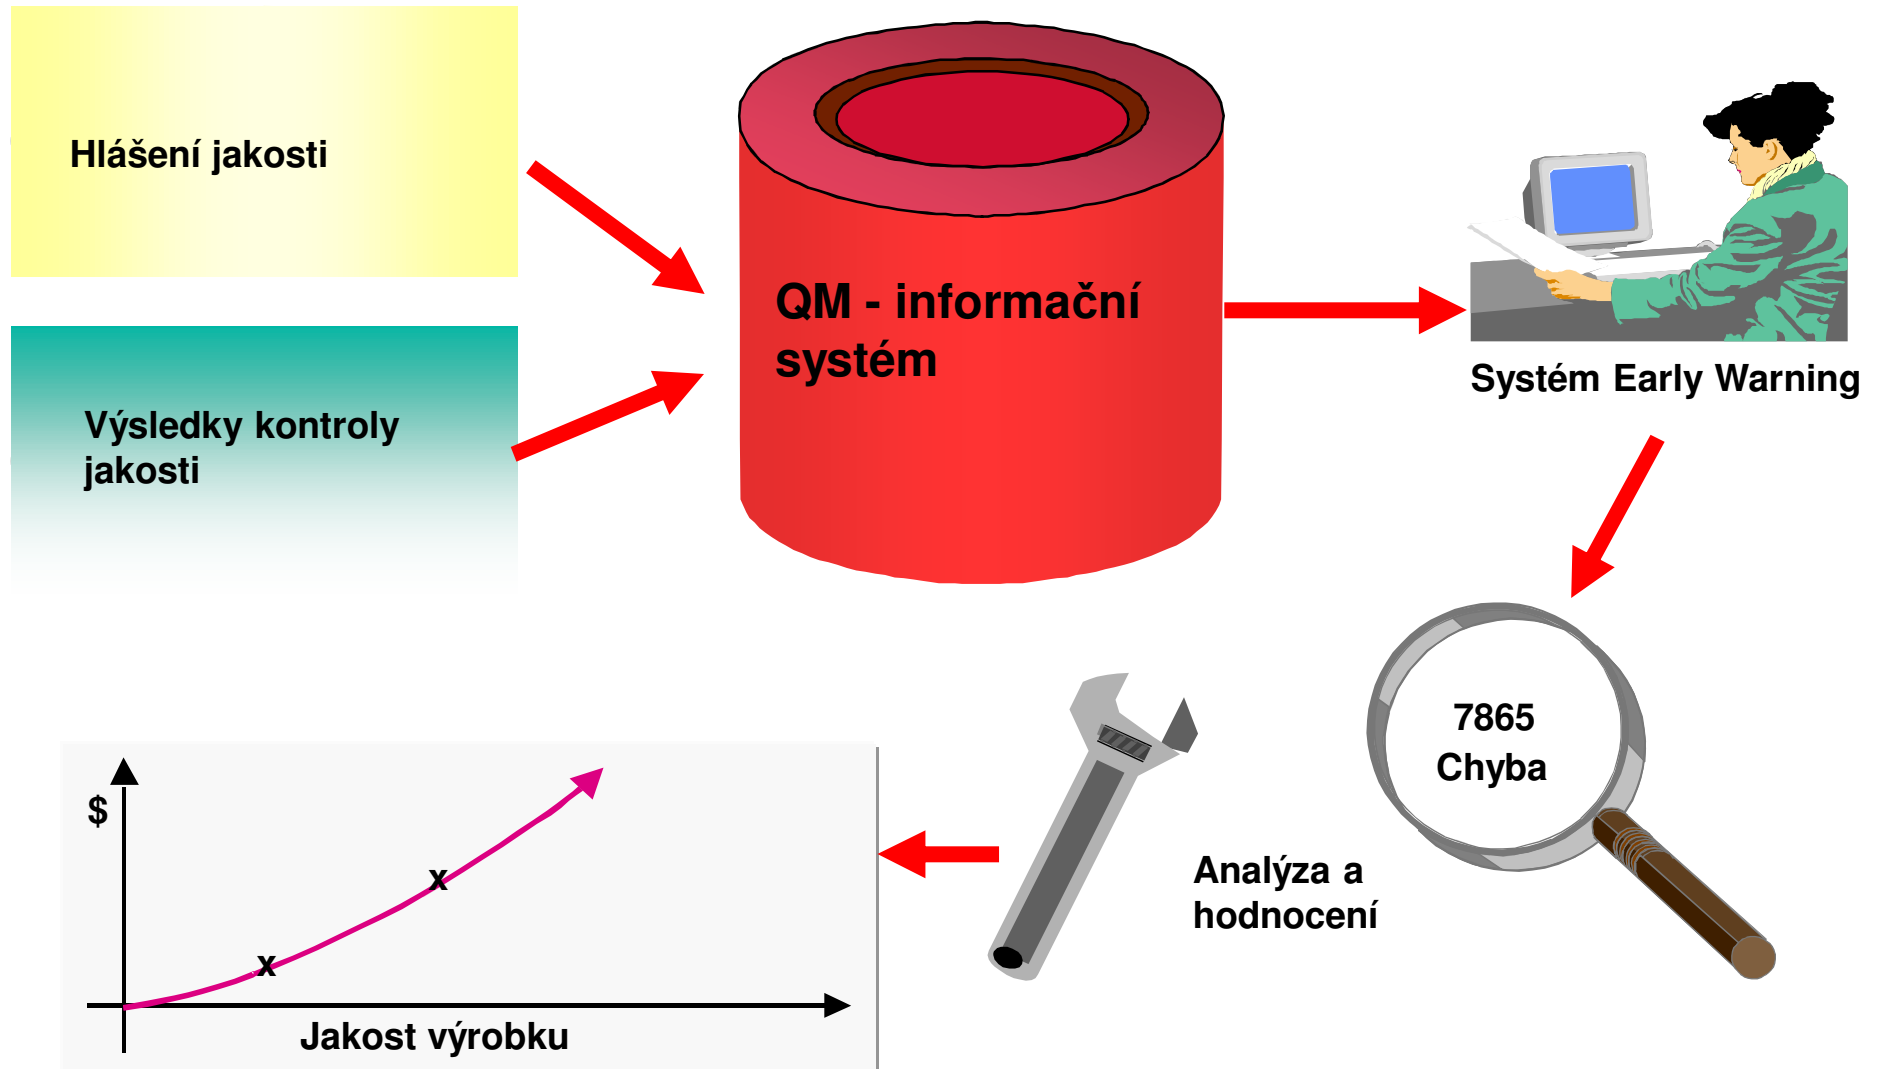 Hlášení jakosti
QM - informační
systém
Systém Early Warning
Výsledky kontroly
jakosti
7865
Chyba
Analýza a
hodnocení
$
x
x
Jakost výrobku